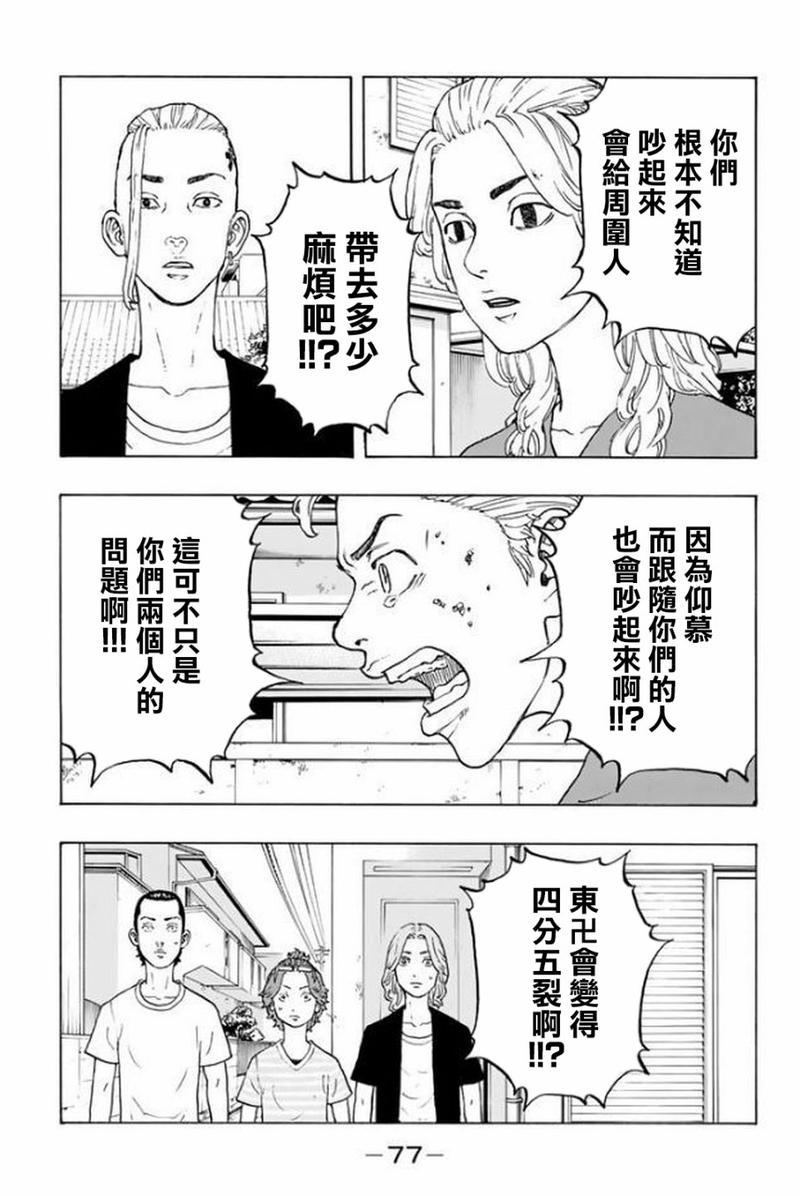 你們
根本不知道
吵起來
會給周圍人
帶去多少
麻煩吧!!?
因為仰慕
而跟隨你們的人
也會吵起來啊!!?
這可不只是
你們兩個人的
問題啊!!!
東卍會變得
四分五裂啊!!?
-77-